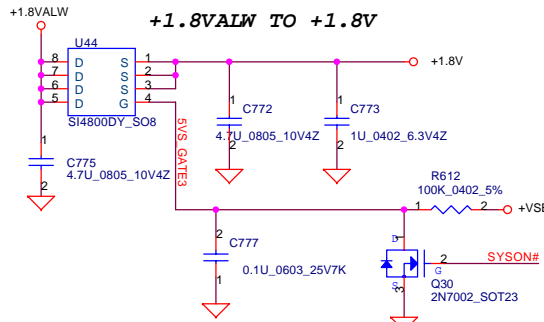 +1.8VALW TO +1.8V
+1.8VALW
U44
8 D S 1
7 D S 2
6 D S 3
5 D G 4
SI4800DY_SO8
+1.8V
5VS_GATE3
1
C772
4.7U_0805_10V4Z
2
1
C773
1U_0402_6.3V4Z
2
1
C775
4.7U_0805_10V4Z
2
R612
100K_0402_5%
1 2
+VSB
2
C777
0.1U_0603_25V7K
1
D 1
2 SYSON#
G
S 3
Q30
2N7002_SOT23